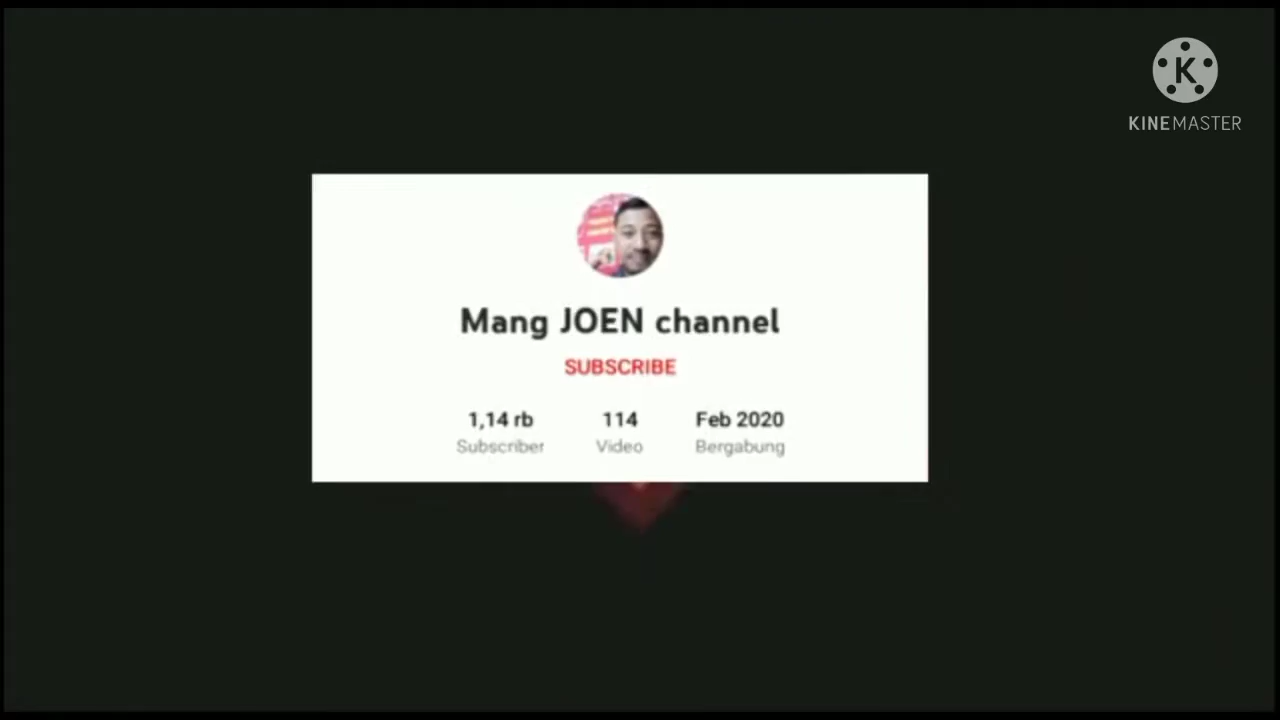 K
KINEMASTER
Mang JOEN channel
SUBSCRIBE
1,14 rb 114 Feb 2020
Subscriber Video Bergabung